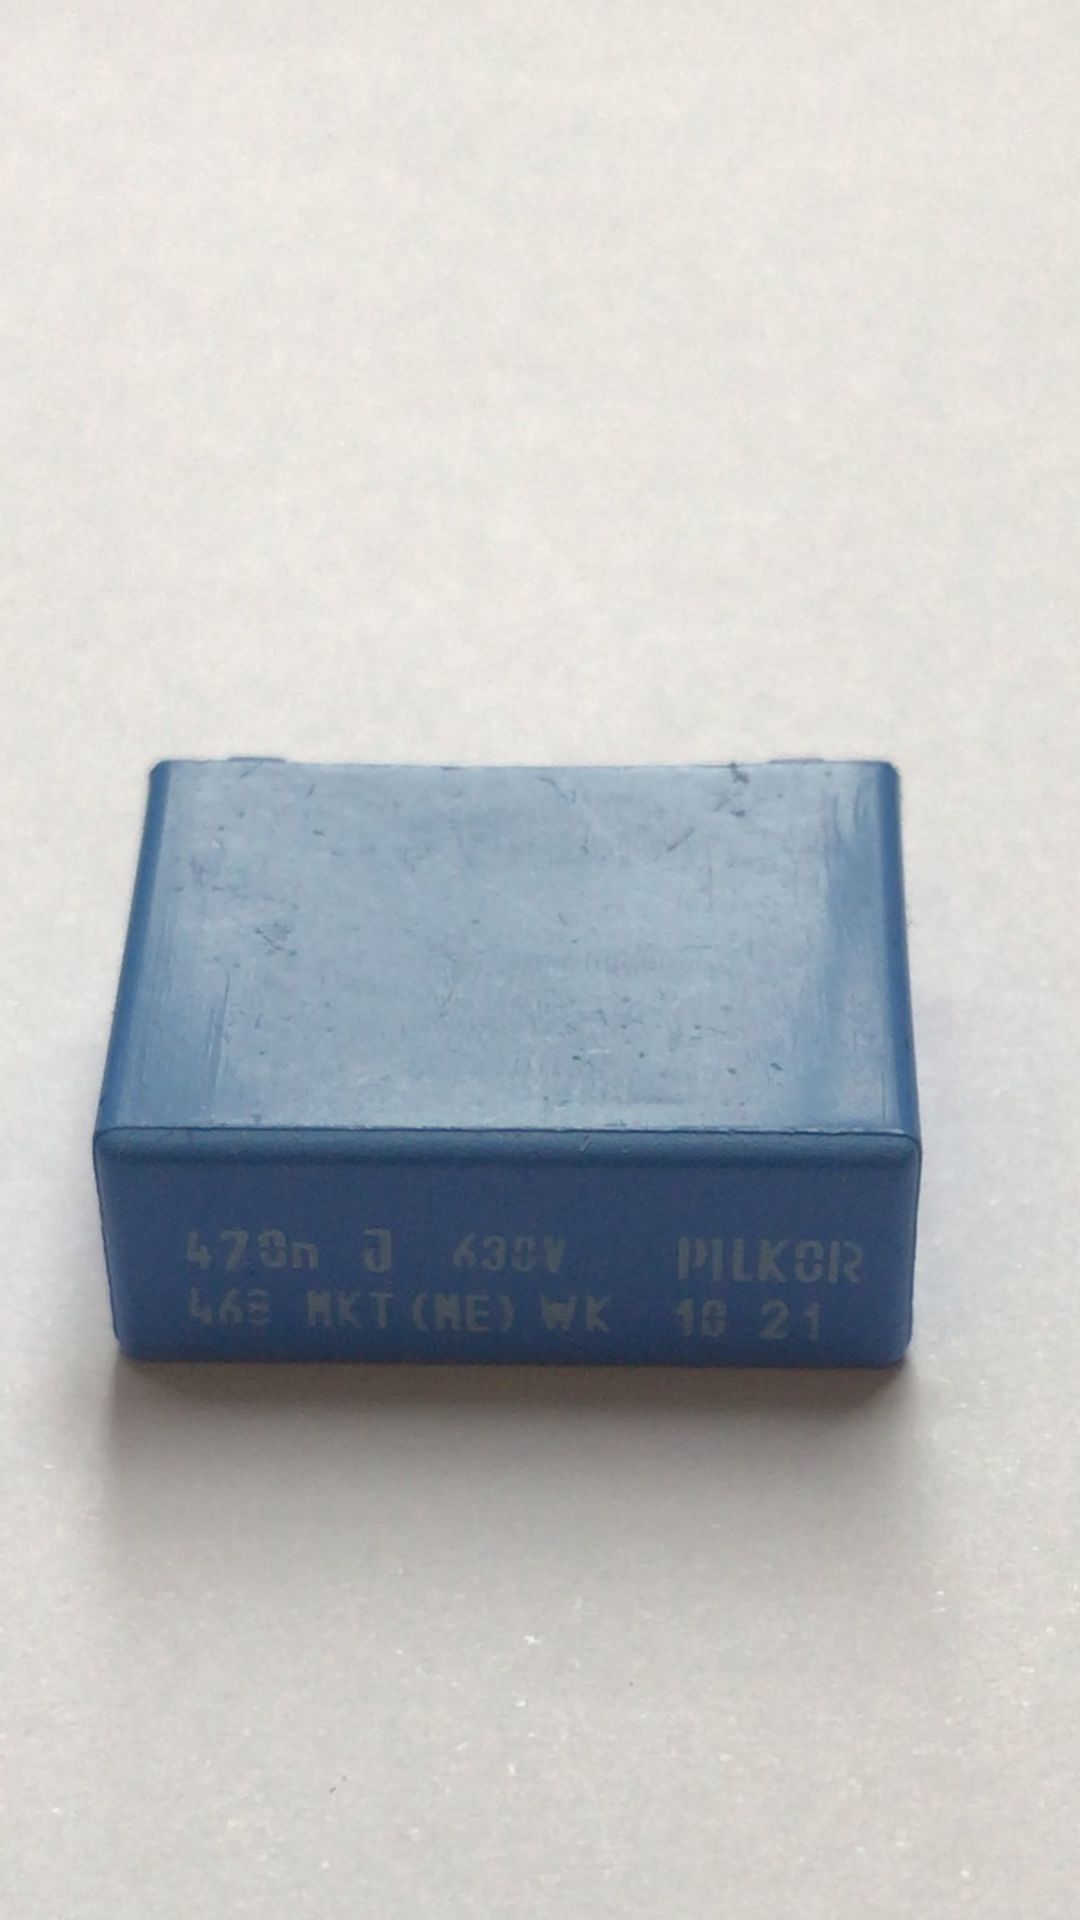 470n J 630V PILKOR
468 MKT (ME) WK 10 21